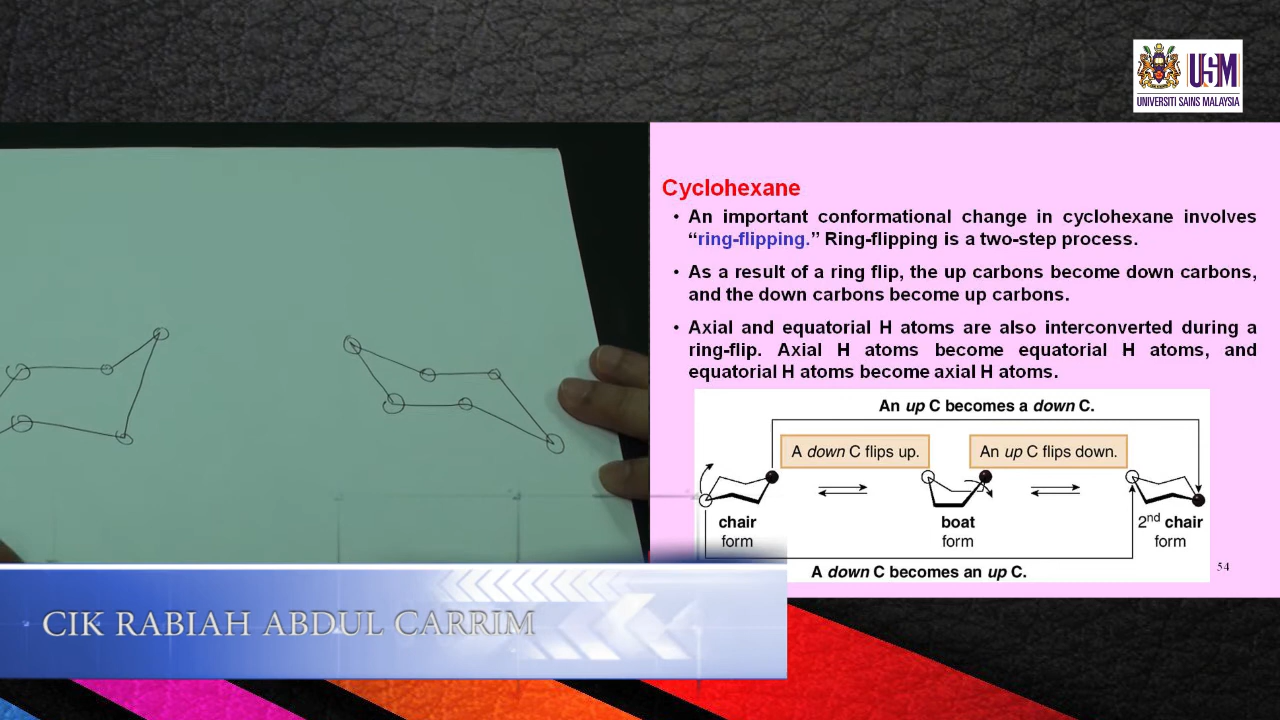 USM
UNIVERSITI SAINS MALAYSIA
Cyclohexane
• An important conformational change in cyclohexane involves
“ring-flipping.” Ring-flipping is a two-step process.
• As a result of a ring flip, the up carbons become down carbons,
and the down carbons become up carbons.
• Axial and equatorial H atoms are also interconverted during a
ring-flip. Axial H atoms become equatorial H atoms, and
equatorial H atoms become axial H atoms.
An up C becomes a down C.
A down C flips up.
An up C flips down.
chair
form
boat
form
2nd chair
form
A down C becomes an up C.
54
CIK RABIAH ABDUL CARRIM